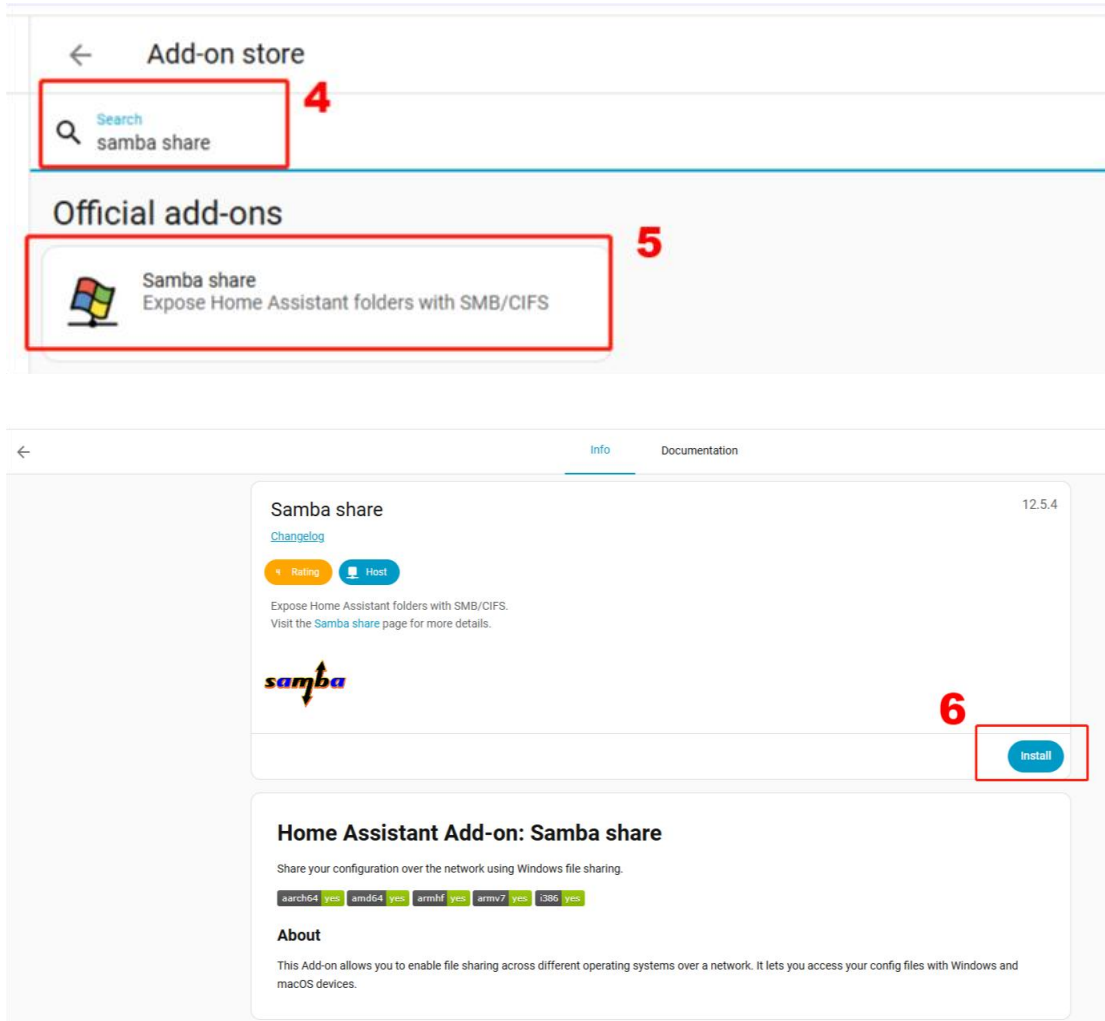 Add-on store
4
Search
samba share
Official add-ons
5
Samba share
Expose Home Assistant folders with SMB/CIFS
Info Documentation
Samba share 12.5.4
Changelog
Rating Host
Expose Home Assistant folders with SMB/CIFS.
Visit the Samba share page for more details.
samba
6
Install
Home Assistant Add-on: Samba share
Share your configuration over the network using Windows file sharing.
aarch64 yes amd64 yes armhf yes armv7 yes i386 yes
About
This Add-on allows you to enable file sharing across different operating systems over a network. It lets you access your config files with Windows and
macOS devices.